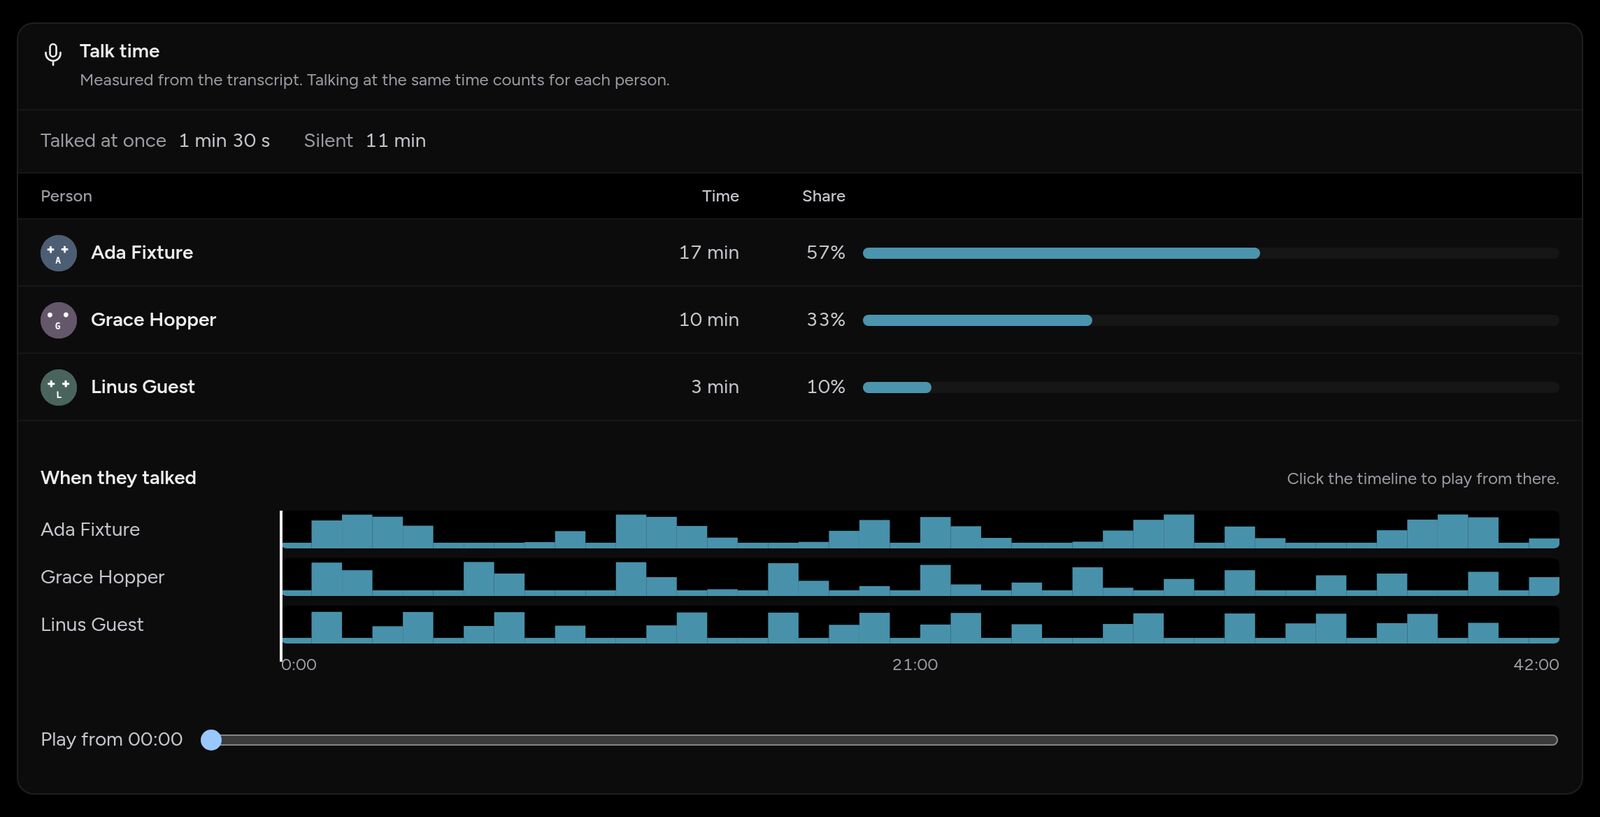 Talk time
Measured from the transcript. Talking at the same time counts for each person.
Talked at once 1 min 30 s Silent 11 min
Person Time Share
A Ada Fixture 17 min 57%
G Grace Hopper 10 min 33%
L Linus Guest 3 min 10%
When they talked Click the timeline to play from there.
Ada Fixture
Grace Hopper
Linus Guest
0:00 21:00 42:00
Play from 00:00